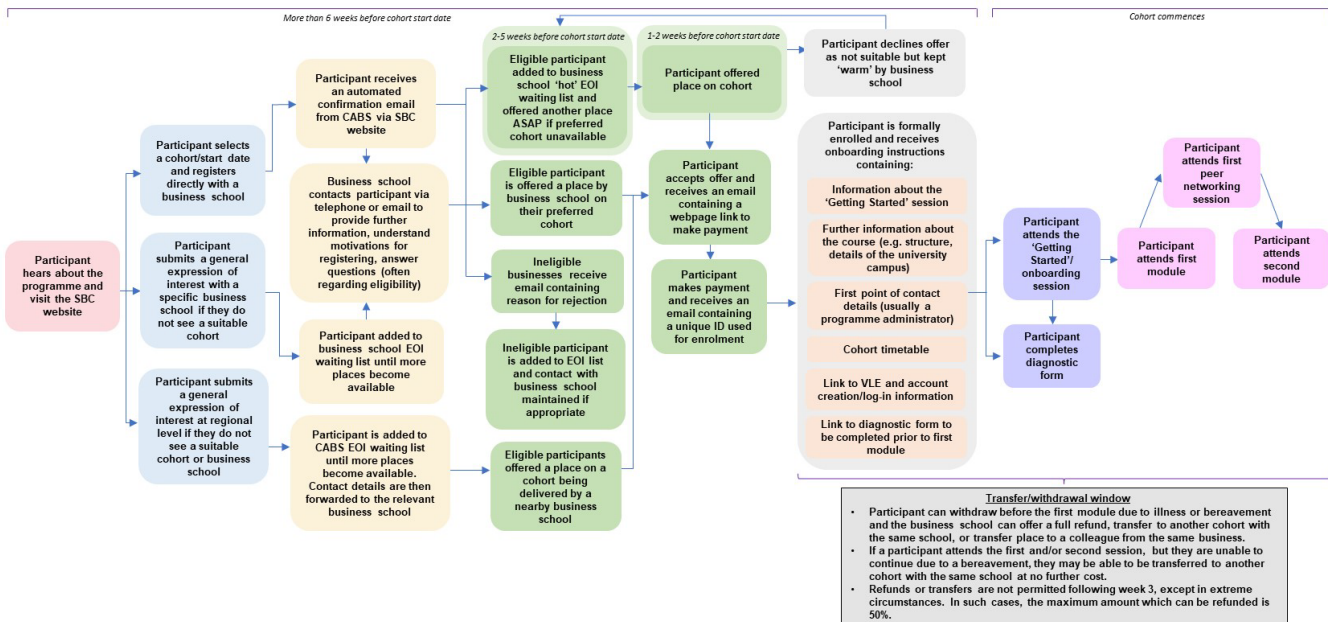 More than 6 weeks before cohort start date
Cohort commences
2-5 weeks before cohort start date
1-2 weeks before cohort start date
Participant hears about the
programme and
visit the SBC
website
Participant selects
a cohort/start date
and registers
directly with a
business school
Participant
submits a general
expression of
interest with a
specific business
school if they do
not see a suitable
cohort
Participant submits
a general
expression of
interest at regional
level if they do not
see a suitable
cohort or business
school
Participant receives
an automated
confirmation email
from CABS via SBC
website
Business school
contacts participant via
telephone or email to
provide further
information, understand
motivations for
registering, answer
questions (often
regarding eligibility)
Participant added to
business school EOI
waiting list until more
places become
available
Participant is added to
CABS EOI waiting list
until more places
become available.
Contact details are then
forwarded to the relevant
business school
Eligible participant
added to business
school ‘hot’ EOI
waiting list and
offered another place
ASAP if preferred
cohort unavailable
Eligible participant
is offered a place by
business school on
their preferred
cohort
Ineligible
businesses receive
email containing
reason for rejection
Ineligible participant
is added to EOI list
and contact with
business school
maintained if
appropriate
Eligible participants
offered a place on a
cohort being
delivered by a
nearby business
school
Participant offered
place on cohort
Participant
accepts offer and
receives an email
containing a
webpage link to
make payment
Participant
makes payment
and receives an
email containing
a unique ID used
for enrolment
Participant declines offer
as not suitable but kept
‘warm’ by business
school
Participant is formally
enrolled and receives
onboarding instructions
containing:
Information about the
‘Getting Started’ session
Further information about
the course (e.g. structure,
details of the university
campus)
First point of contact
details (usually a
programme administrator)
Cohort timetable
Link to VLE and account
creation/log-in information
Link to diagnostic form to
be completed prior to first
module
Participant
attends the
‘Getting
Started’/
onboarding
session
Participant
completes
diagnostic
form
Participant
attends first
module
Participant
attends first
peer
networking
session
Participant
attends
second
module
Transfer/withdrawal window
• Participant can withdraw before the first module due to illness or bereavement
and the business school can offer a full refund, transfer to another cohort with
the same school, or transfer place to a colleague from the same business.
• If a participant attends the first and/or second session, but they are unable to
continue due to a bereavement, they may be able to be transferred to another
cohort with the same school at no further cost.
• Refunds or transfers are not permitted following week 3, except in extreme
circumstances. In such cases, the maximum amount which can be refunded is
50%.